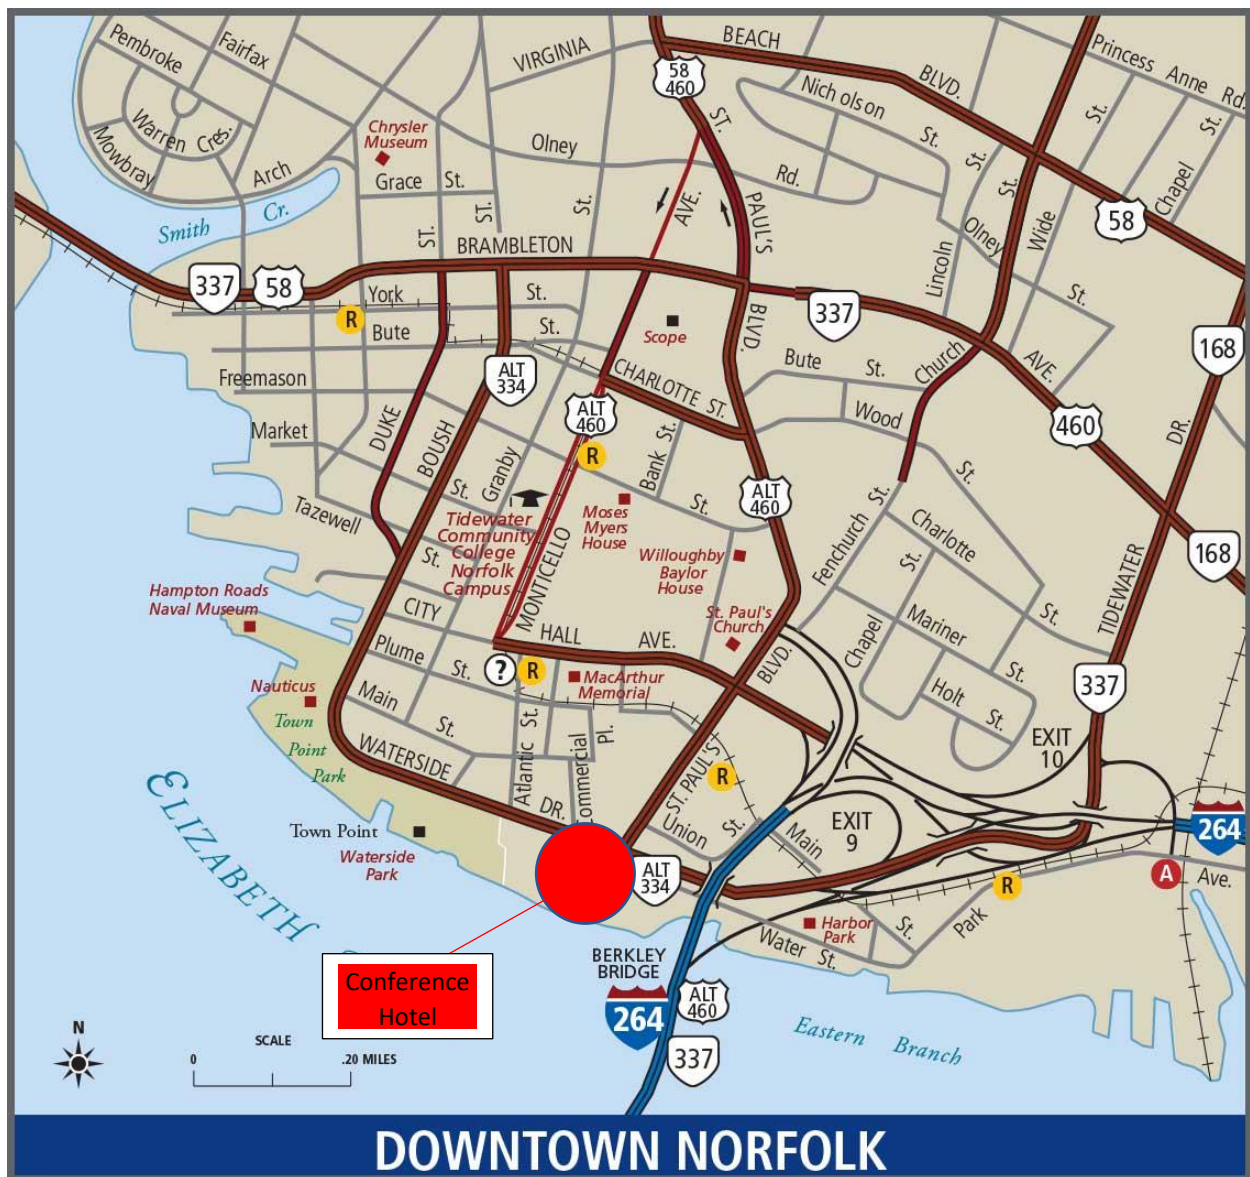 Pembroke
Fairfax
VIRGINIA
BEACH
BLVD.
Princess Anne Rd.
58
460
ST.
Nicholson
St.
St.
St.
Chrysler
Museum
Warren Cres.
Mowbray
Arch
Olney
Rd.
St.
St.
Wide
Chapel
Grace St.
AVE.
PAUL'S
58
Smith Cr.
ST.
ST.
St.
BRAMBLETON
Olney
St.
Lincoln
337
58
York
St.
R
Bute
St.
Scope
BLVD.
337
168
Freemason
ALT
334
CHARLOTTE ST.
Bute St.
Church
AVE.
Market
DUKE
BOUSH
ALT
460
Wood
460
DR.
St.
Granby
R
Bank St.
St.
St.
Tazewell
Tidewater
Community
College
Norfolk
Campus
Moses
Myers
House
ALT
460
Fenchurch St.
Charlotte
168
St.
MONTICELLO
Willoughby
Baylor
House
St.
St.
TIDEWATER
Hampton Roads
Naval Museum
CITY
HALL AVE.
St. Paul's
Church
Chapel
Mariner
St.
Plume
St.
?
R
MacArthur
Memorial
BLVD.
Holt
St.
337
Nauticus
Main
St.
Town
Point
Park
WATERSIDE
DR.
Atlantic St.
Commercial
Pl.
ST. PAUL'S
R
EXIT
10
Union
St.
Main
St.
EXIT
9
264
Town Point
Waterside
Park
ALT
334
R
A
Ave.
Park
ELIZABETH
Harbor
Park
Water St.
Conference
Hotel
BERKLEY
BRIDGE
264
ALT
460
337
Eastern Branch
N
SCALE
0
.20 MILES
DOWNTOWN NORFOLK